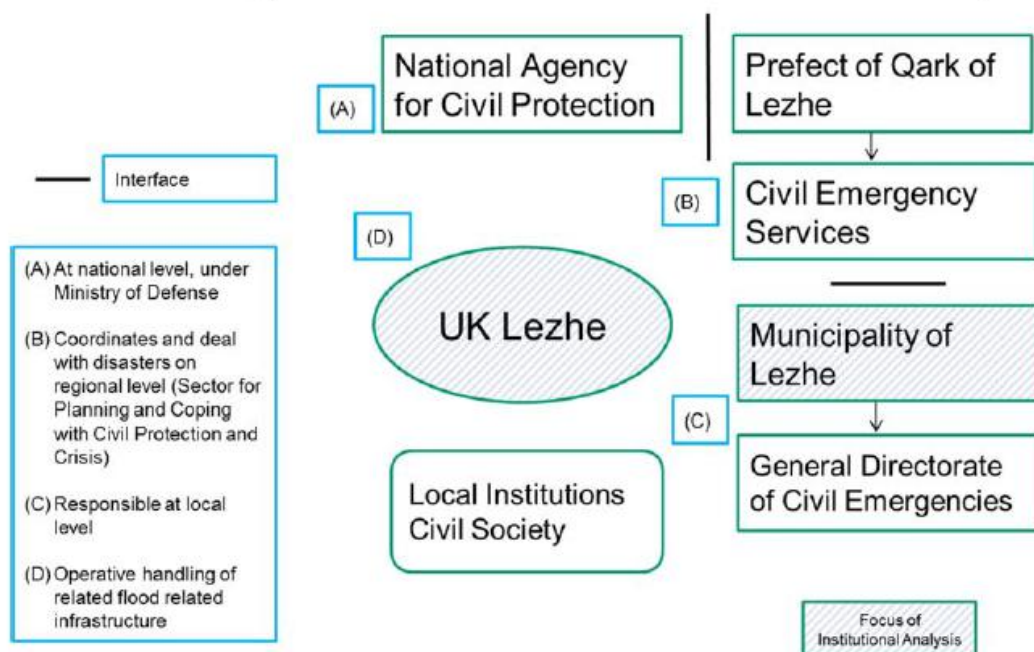 National Agency
for Civil Protection
(A)
Prefect of Qark of
Lezhe
Interface
(B)
Civil Emergency
Services
(D)
UK Lezhe
Municipality of
Lezhe
(C)
General Directorate
of Civil Emergencies
Local Institutions
Civil Society
(A) At national level, under
Ministry of Defense
(B) Coordinates and deal
with disasters on
regional level (Sector for
Planning and Coping
with Civil Protection and
Crisis)
(C) Responsible at local
level
(D) Operative handling of
related flood related
infrastructure
Focus of
Institutional Analysis